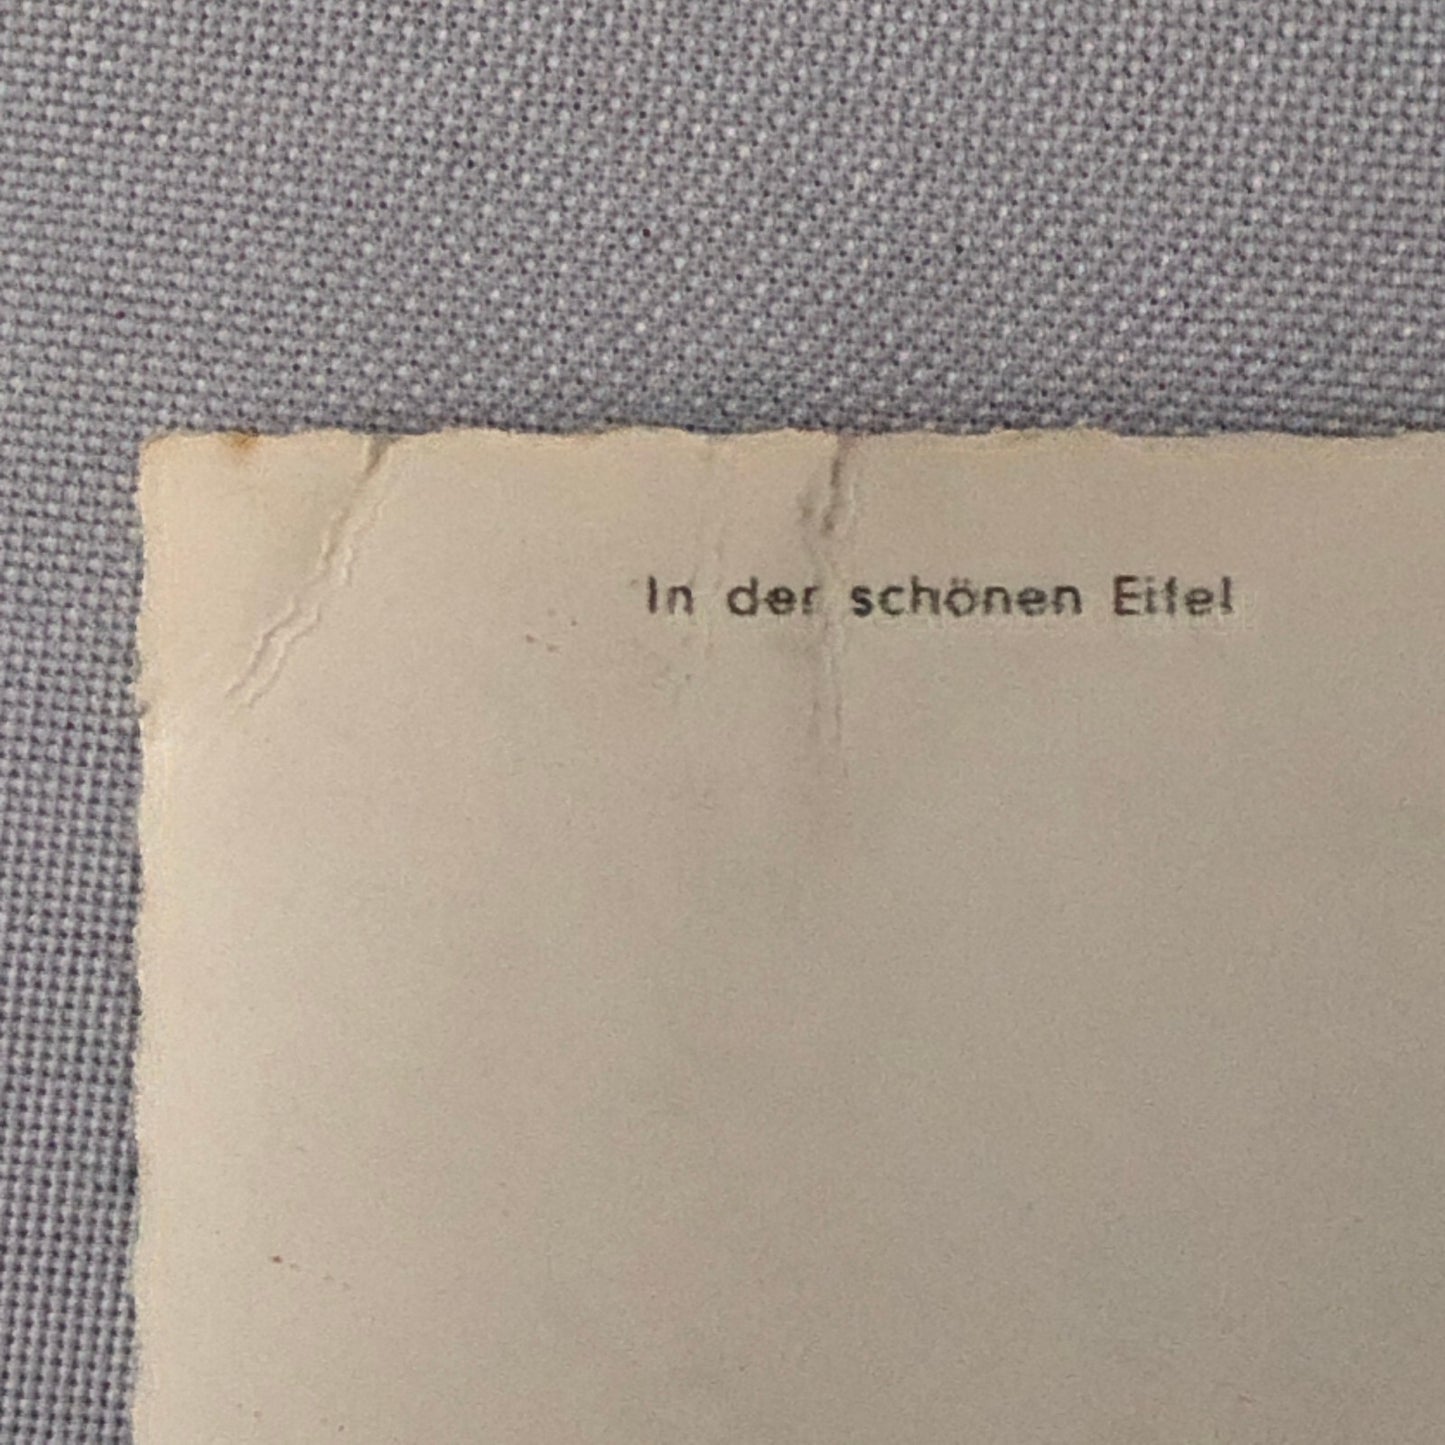 In der schönen Eifel